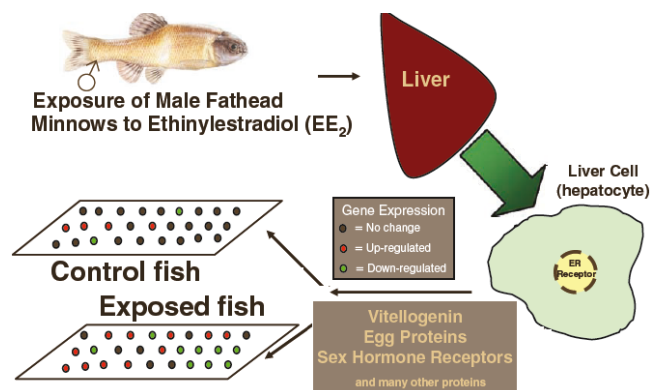 Exposure of Male Fathead
Minnows to Ethinylestradiol (EE₂)
Liver
Liver Cell
(hepatocyte)
ER
Receptor
Gene Expression
= No change
= Up-regulated
= Down-regulated
Control fish
Exposed fish
Vitellogenin
Egg Proteins
Sex Hormone Receptors
and many other proteins